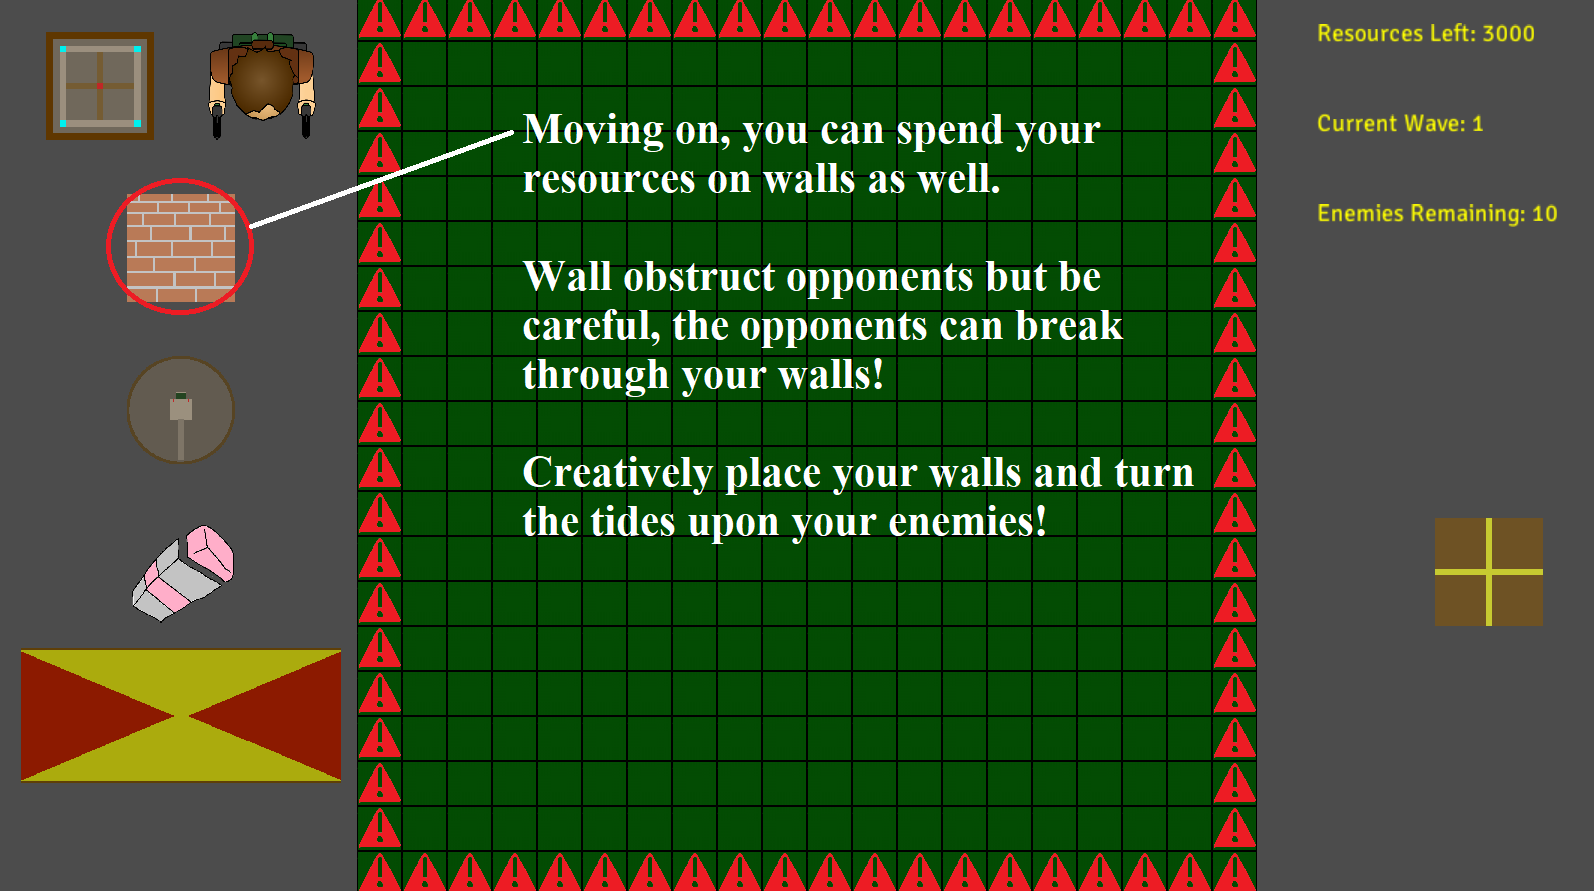 Resources Left: 3000
Current Wave: 1
Enemies Remaining: 10
Moving on, you can spend your
resources on walls as well.
Wall obstruct opponents but be
careful, the opponents can break
through your walls!
Creatively place your walls and turn
the tides upon your enemies!